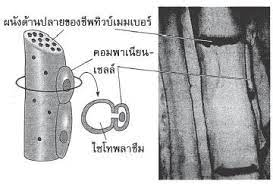 ผนังด้านปลายของซีพทิวบ์เมมเบอร์
คอมพาเนียน-
เซลล์
ไซโทพลาซึม